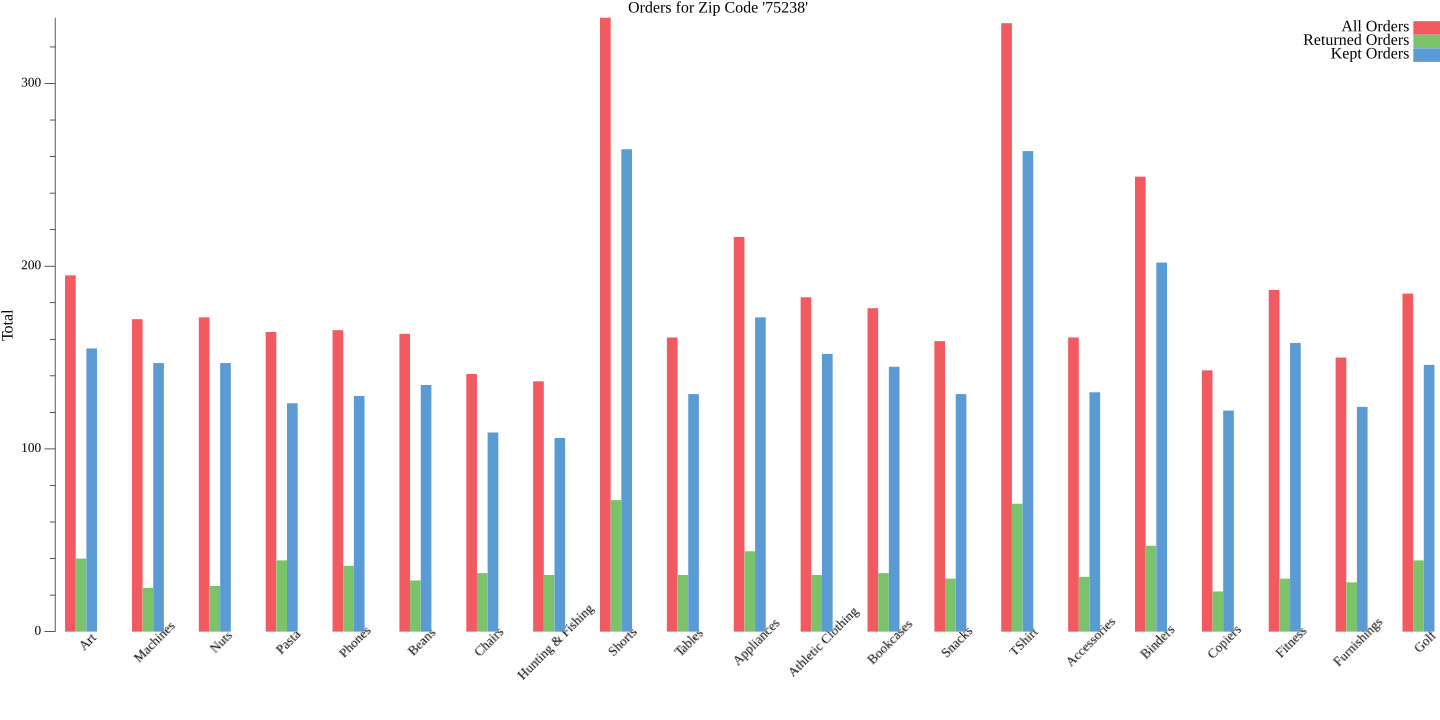 Orders for Zip Code '75238'
All Orders
Returned Orders
Kept Orders
Total
300
200
100
0
Art
Machines
Nuts
Pasta
Phones
Beans
Chairs
Hunting & Fishing
Shorts
Tables
Appliances
Athletic Clothing
Bookcases
Snacks
TShirt
Accessories
Binders
Copiers
Fitness
Furnishings
Golf